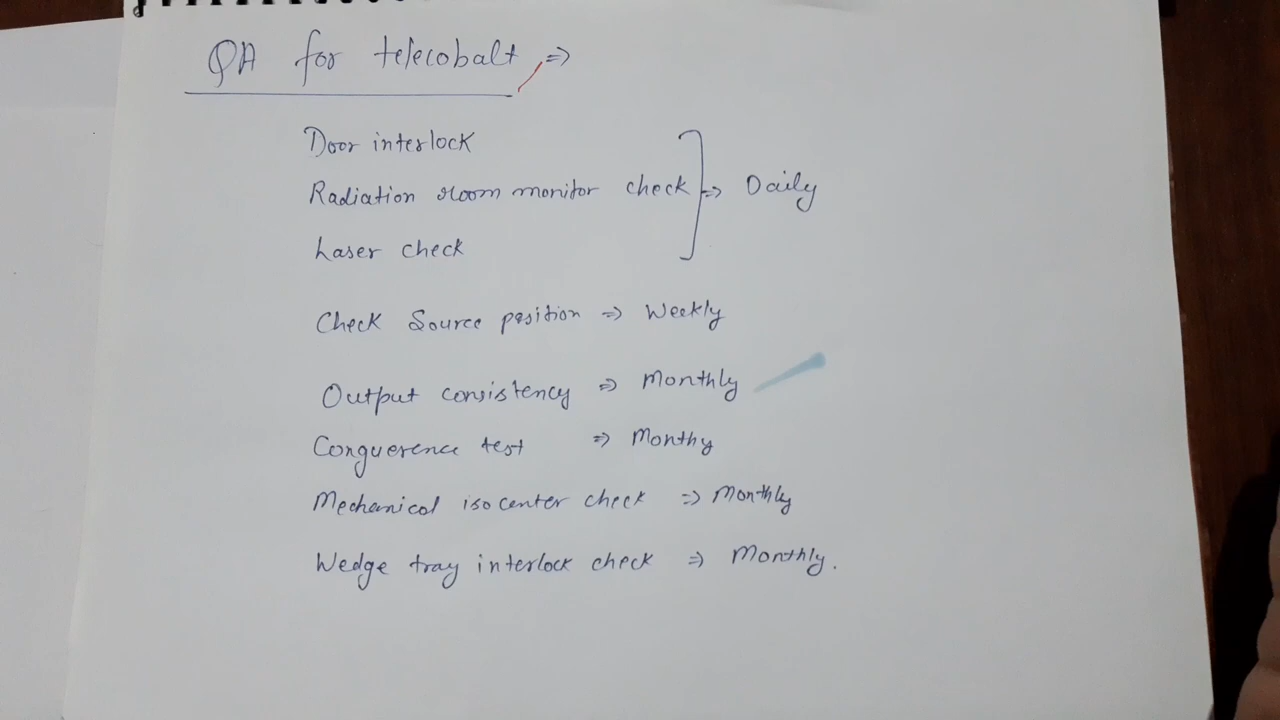 QA for telecobalt, ⇒
Door interlock
Radiation room monitor check ⇒ Daily
Laser check
Check Source position ⇒ Weekly
Output consistency ⇒ Monthly
Conguerence test ⇒ Monthy
Mechanical isocenter check ⇒ Monthly
Wedge tray interlock check ⇒ Monthly.